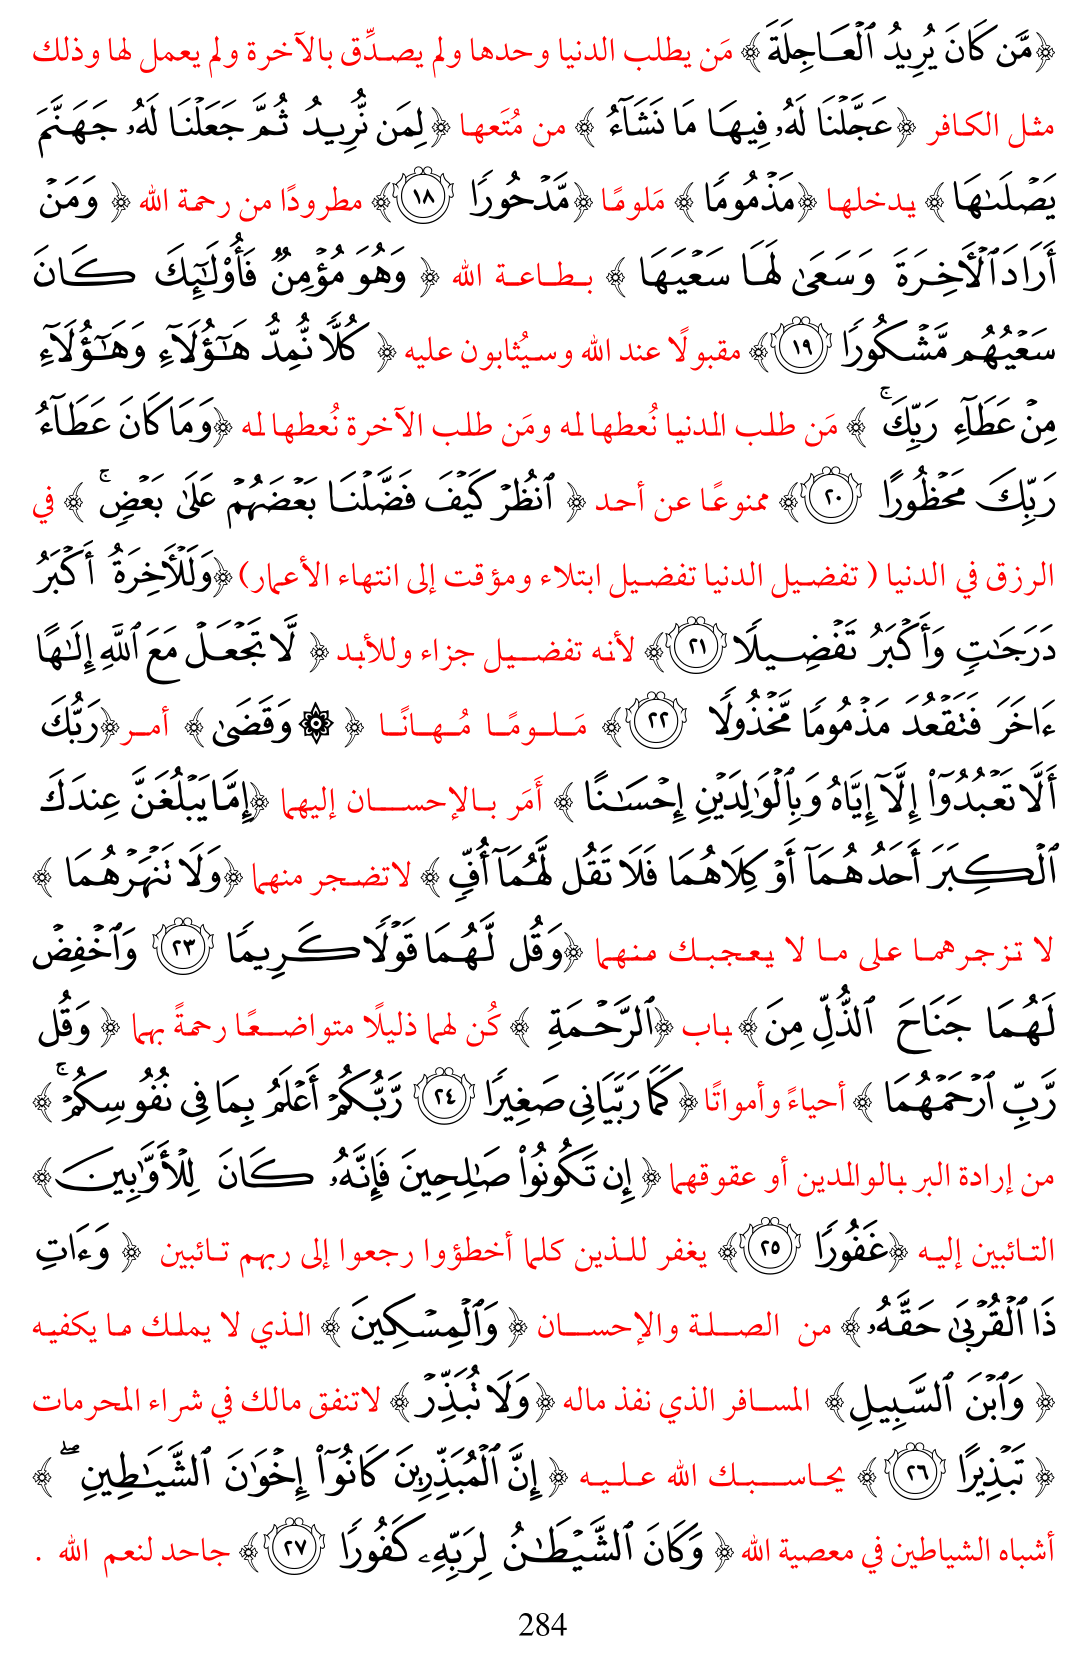 ﴿مَّن كَانَ يُرِيدُ ٱلْعَاجِلَةَ﴾ مَن يطلب الدنيا وحدها ولم يصدِّق بالآخرة ولم يعمل لها وذلك
مثل الكافر ﴿عَجَّلْنَا لَهُۥ فِيهَا مَا نَشَآءُ ﴾ من مُتَعها ﴿لِمَن نُّرِيدُ ثُمَّ جَعَلْنَا لَهُۥ جَهَنَّمَ
يَصْلَىٰهَا ﴾ يدخلها ﴿مَذْمُومًا ﴾ مَلومًا ﴿مَّدْحُورًا ١٨﴾ مطرودًا من رحمة الله ﴿ وَمَنْ
أَرَادَ ٱلْأَخِرَةَ وَسَعَىٰ لَهَا سَعْيَهَا ﴾ بطاعة الله ﴿ وَهُوَ مُؤْمِنٌ فَأُوْلَٰٓئِكَ كَانَ
سَعْيُهُم مَّشْكُورًا ١٩﴾ مقبولًا عند الله وسيُثابون عليه ﴿ كُلًّا نُّمِدُّ هَٰٓؤُلَآءِ وَهَٰٓؤُلَآءِ
مِنْ عَطَآءِ رَبِّكَۚ ﴾ مَن طلب الدنيا نُعطها له ومَن طلب الآخرة نُعطها له ﴿وَمَا كَانَ عَطَآءُ
رَبِّكَ مَحْظُورًا ٢٠﴾ ممنوعًا عن أحد ﴿ ٱنظُرْ كَيْفَ فَضَّلْنَا بَعْضَهُمْ عَلَىٰ بَعْضٍۚ ﴾ في
الرزق في الدنيا ( تفضيل الدنيا تفضيل ابتلاء ومؤقت إلى انتهاء الأعمار) ﴿وَلَلْأَخِرَةُ أَكْبَرُ
دَرَجَٰتٍ وَأَكْبَرُ تَفْضِيلًا ٢١﴾ لأنه تفضيل جزاء وللأبد ﴿ لَّا تَجْعَلْ مَعَ ٱللَّهِ إِلَٰهًا
ءَاخَرَ فَتَقْعُدَ مَذْمُومًا مَّخْذُولًا ٢٢﴾ مَلومًا مُهانًا ﴿ ۞ وَقَضَىٰ ﴾ أمر ﴿رَبُّكَ
أَلَّا تَعْبُدُوٓاْ إِلَّآ إِيَّاهُ وَبِٱلْوَٰلِدَيْنِ إِحْسَٰنًا ﴾ أَمَر بالإحسان إليهما ﴿إِمَّا يَبْلُغَنَّ عِندَكَ
ٱلْكِبَرَ أَحَدُهُمَآ أَوْ كِلَاهُمَا فَلَا تَقُل لَّهُمَآ أُفٍّ ﴾ لاتضجر منهما ﴿وَلَا تَنْهَرْهُمَا ﴾
لا تزجرهما على ما لا يعجبك منهما ﴿وَقُل لَّهُمَا قَوْلًا كَرِيمًا ٢٣ وَٱخْفِضْ
لَهُمَا جَنَاحَ ٱلذُّلِّ مِنَ ﴾ باب ﴿ٱلرَّحْمَةِ ﴾ كُن لهما ذليلًا متواضعًا رحمةً بهما ﴿ وَقُل
رَّبِّ ٱرْحَمْهُمَا ﴾ أحياءً وأمواتًا ﴿كَمَا رَبَّيَانِي صَغِيرًا ٢٤ رَّبُّكُمْ أَعْلَمُ بِمَا فِي نُفُوسِكُمْۚ ﴾
من إرادة البر بالوالدين أو عقوقهما ﴿ إِن تَكُونُواْ صَٰلِحِينَ فَإِنَّهُۥ كَانَ لِلْأَوَّٰبِينَ ﴾
التائبين إليه ﴿غَفُورًا ٢٥﴾ يغفر للذين كلما أخطؤوا رجعوا إلى ربهم تائبين ﴿ وَءَاتِ
ذَا ٱلْقُرْبَىٰ حَقَّهُۥ ﴾ من الصلة والإحسان ﴿ وَٱلْمِسْكِينَ ﴾ الذي لا يملك ما يكفيه
﴿ وَٱبْنَ ٱلسَّبِيلِ﴾ المسافر الذي نفذ ماله ﴿وَلَا تُبَذِّرْ ﴾ لاتنفق مالك في شراء المحرمات
﴿ تَبْذِيرًا ٢٦﴾ يحاسبك الله عليه ﴿ إِنَّ ٱلْمُبَذِّرِينَ كَانُوٓاْ إِخْوَٰنَ ٱلشَّيَٰطِينِۖ ﴾
أشباه الشياطين في معصية الله ﴿ وَكَانَ ٱلشَّيْطَٰنُ لِرَبِّهِۦ كَفُورًا ٢٧﴾ جاحد لنعم الله .
284